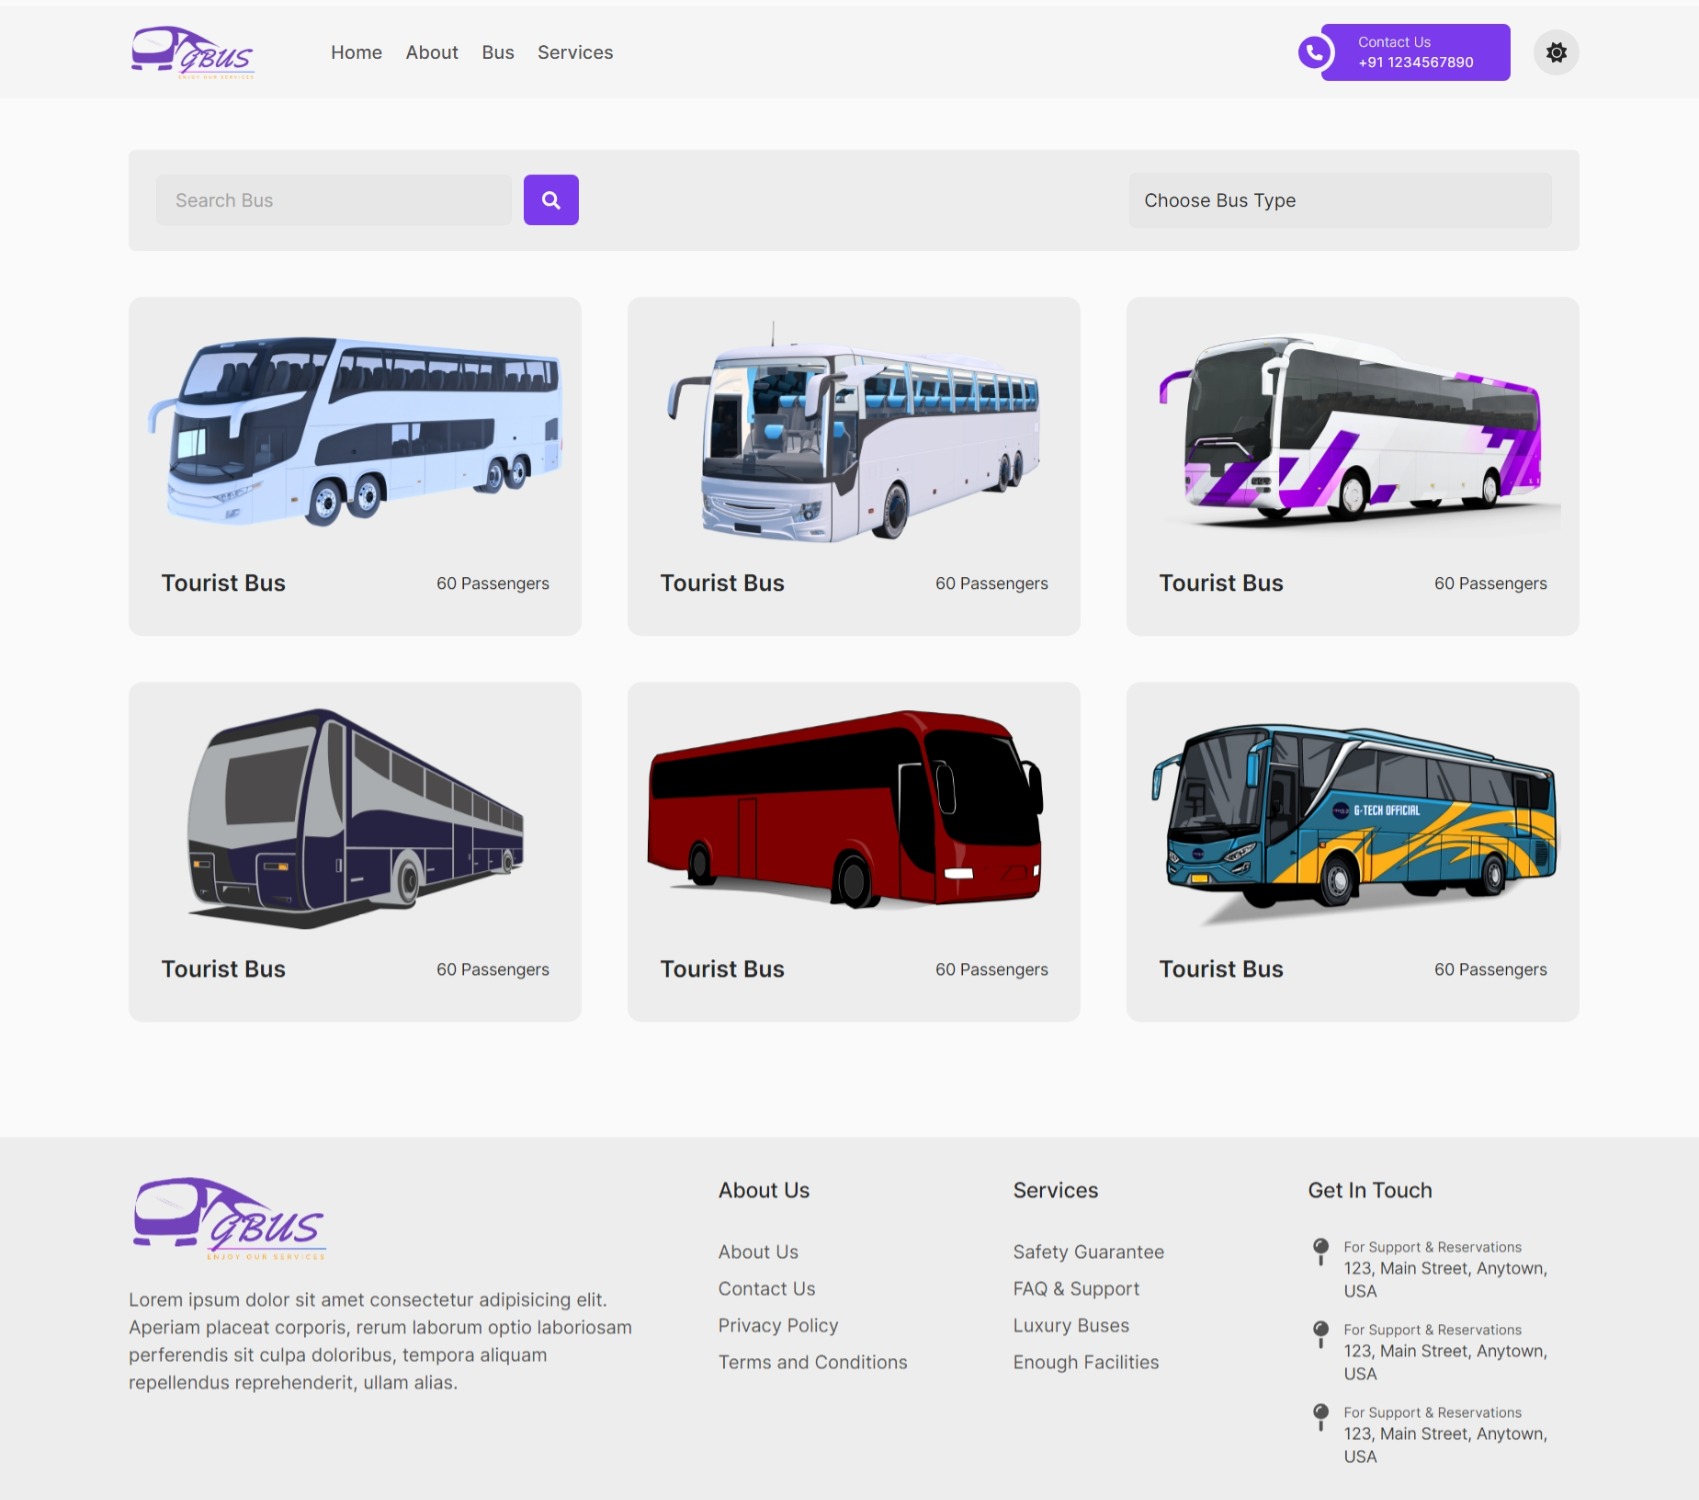 GBUS
ENJOY OUR SERVICES
Home About Bus Services
Contact Us
+91 1234567890
Search Bus
Choose Bus Type
Tourist Bus 60 Passengers
Tourist Bus 60 Passengers
Tourist Bus 60 Passengers
G-TECH OFFICIAL
Tourist Bus 60 Passengers
Tourist Bus 60 Passengers
Tourist Bus 60 Passengers
GBUS
ENJOY OUR SERVICES
Lorem ipsum dolor sit amet consectetur adipisicing elit.
Aperiam placeat corporis, rerum laborum optio laboriosam
perferendis sit culpa doloribus, tempora aliquam
repellendus reprehenderit, ullam alias.
About Us
About Us
Contact Us
Privacy Policy
Terms and Conditions
Services
Safety Guarantee
FAQ & Support
Luxury Buses
Enough Facilities
Get In Touch
For Support & Reservations
123, Main Street, Anytown,
USA
For Support & Reservations
123, Main Street, Anytown,
USA
For Support & Reservations
123, Main Street, Anytown,
USA